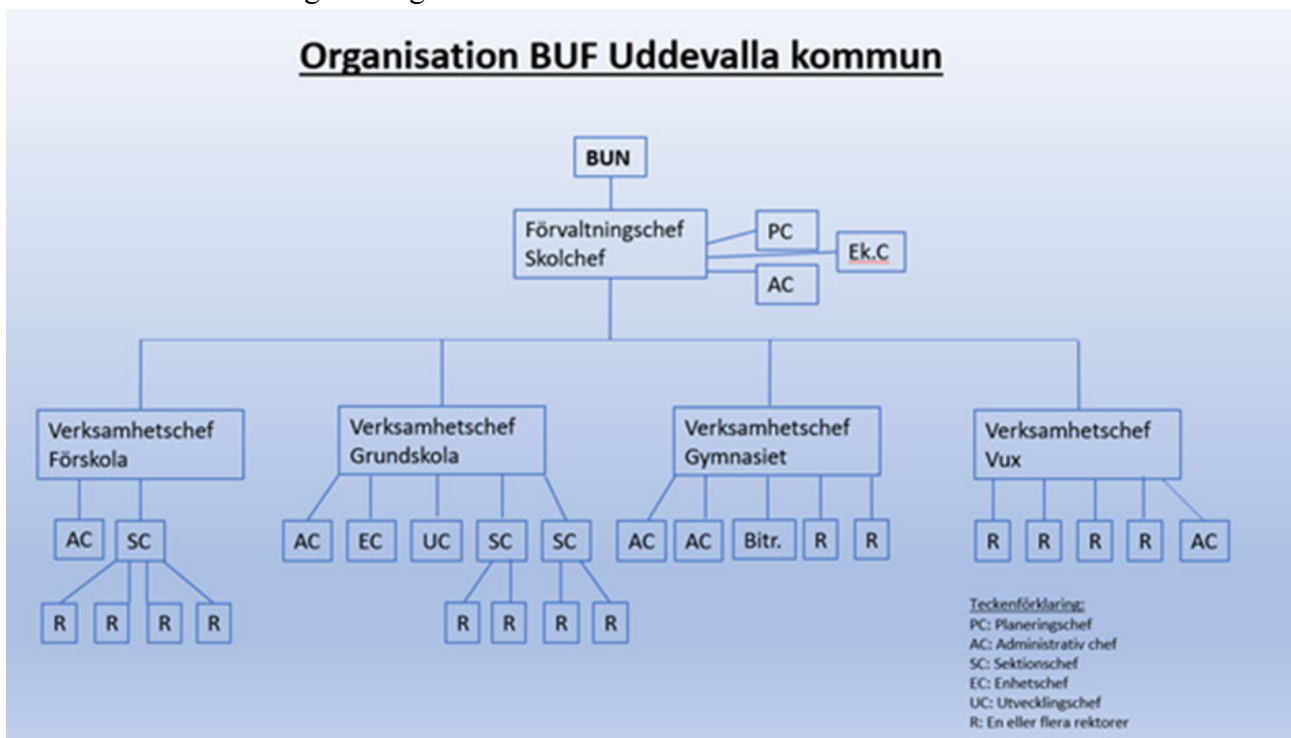 Organisation BUF Uddevalla kommun
BUN
Förvaltningschef
Skolchef
PC
Ek.C
AC
Verksamhetschef
Förskola
Verksamhetschef
Grundskola
Verksamhetschef
Gymnasiet
Verksamhetschef
Vux
AC SC
AC EC UC SC SC
AC AC Bitr. R R
R R R R AC
R R R R
R R R R
Teckenförklaring:
PC: Planeringschef
AC: Administrativ chef
SC: Sektionschef
EC: Enhetschef
UC: Utvecklingschef
R: En eller flera rektorer